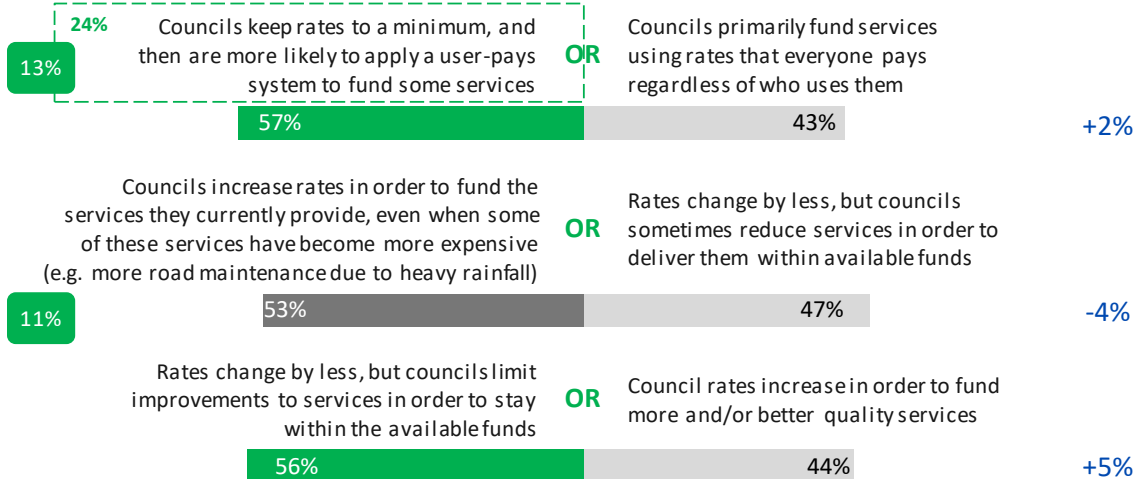 24%
Councils keep rates to a minimum, and
then are more likely to apply a user-pays
system to fund some services
13%
OR
Councils primarily fund services
using rates that everyone pays
regardless of who uses them
57%
43%
+2%
Councils increase rates in order to fund the
services they currently provide, even when some
of these services have become more expensive
(e.g. more road maintenance due to heavy rainfall)
OR
Rates change by less, but councils
sometimes reduce services in order to
deliver them within available funds
11%
53%
47%
-4%
Rates change by less, but councils limit
improvements to services in order to stay
within the available funds
OR
Council rates increase in order to fund
more and/or better quality services
56%
44%
+5%